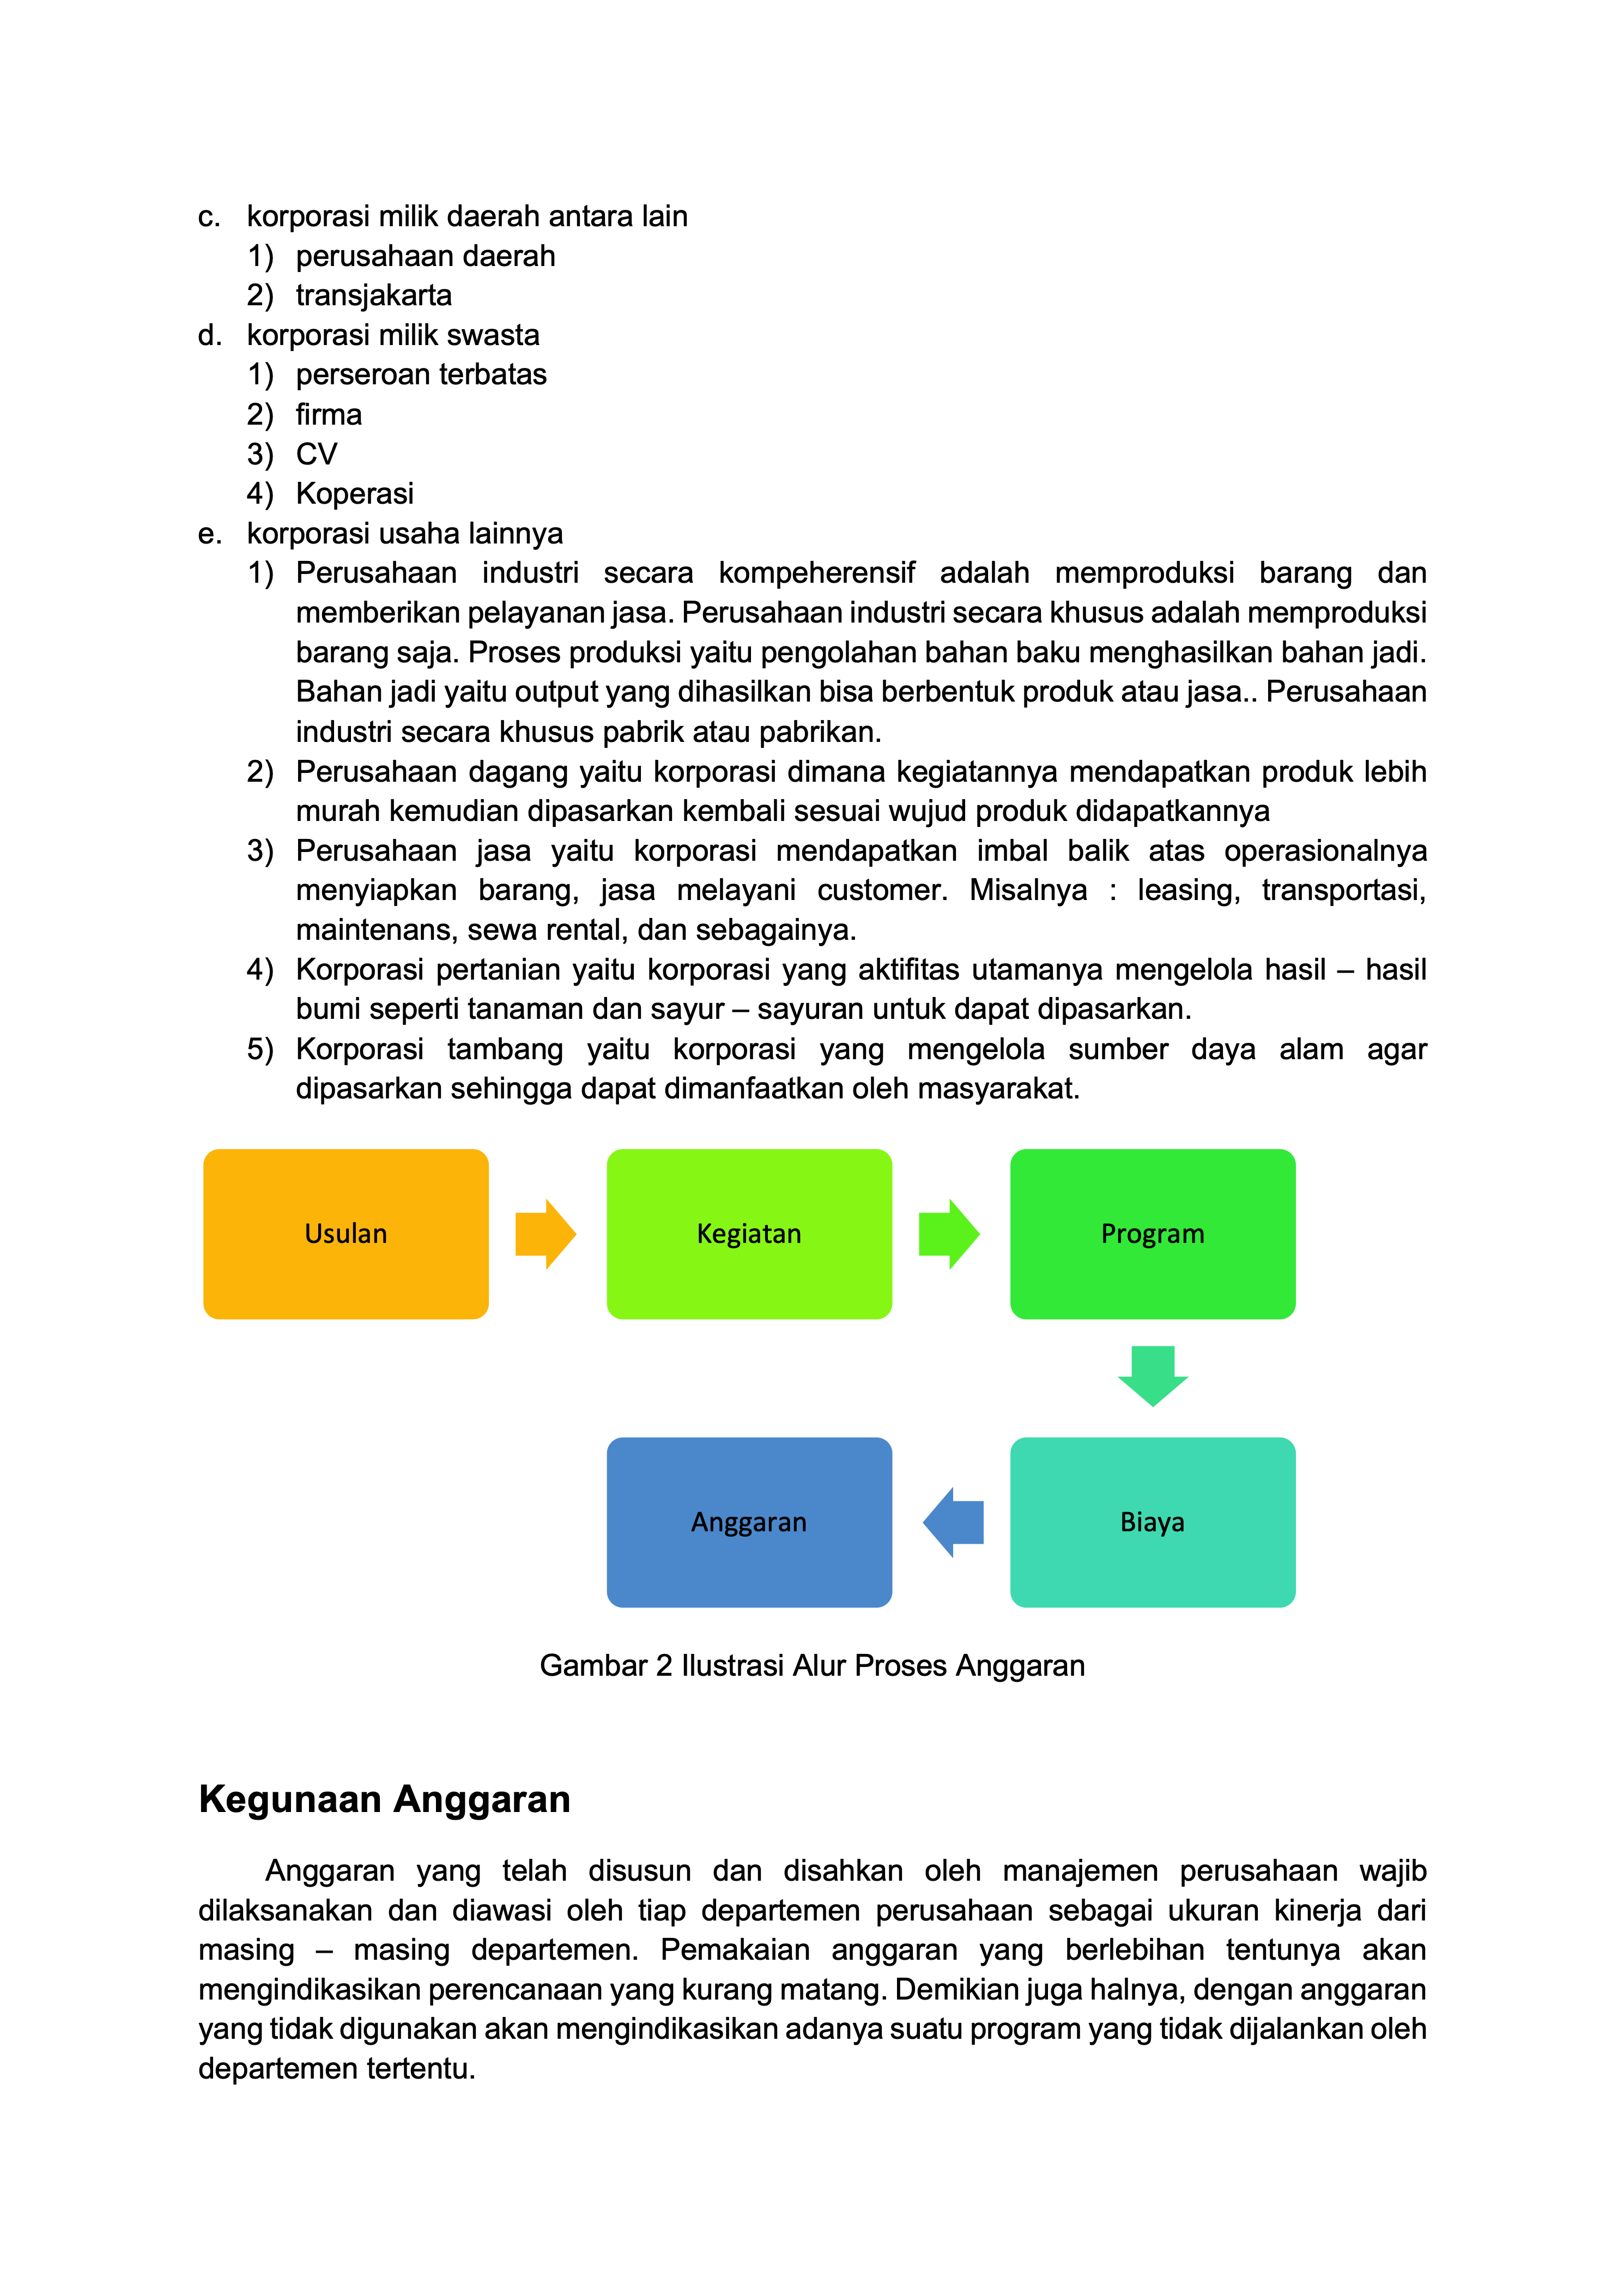 c. korporasi milik daerah antara lain
1) perusahaan daerah
2) transjakarta
d. korporasi milik swasta
1) perseroan terbatas
2) firma
3) CV
4) Koperasi
e. korporasi usaha lainnya
1) Perusahaan industri secara kompeherensif adalah memproduksi barang dan
memberikan pelayanan jasa. Perusahaan industri secara khusus adalah memproduksi
barang saja. Proses produksi yaitu pengolahan bahan baku menghasilkan bahan jadi.
Bahan jadi yaitu output yang dihasilkan bisa berbentuk produk atau jasa.. Perusahaan
industri secara khusus pabrik atau pabrikan.
2) Perusahaan dagang yaitu korporasi dimana kegiatannya mendapatkan produk lebih
murah kemudian dipasarkan kembali sesuai wujud produk didapatkannya
3) Perusahaan jasa yaitu korporasi mendapatkan imbal balik atas operasionalnya
menyiapkan barang, jasa melayani customer. Misalnya : leasing, transportasi,
maintenans, sewa rental, dan sebagainya.
4) Korporasi pertanian yaitu korporasi yang aktifitas utamanya mengelola hasil – hasil
bumi seperti tanaman dan sayur – sayuran untuk dapat dipasarkan.
5) Korporasi tambang yaitu korporasi yang mengelola sumber daya alam agar
dipasarkan sehingga dapat dimanfaatkan oleh masyarakat.
Usulan
Kegiatan
Program
Biaya
Anggaran
Gambar 2 Ilustrasi Alur Proses Anggaran
Kegunaan Anggaran
Anggaran yang telah disusun dan disahkan oleh manajemen perusahaan wajib
dilaksanakan dan diawasi oleh tiap departemen perusahaan sebagai ukuran kinerja dari
masing – masing departemen. Pemakaian anggaran yang berlebihan tentunya akan
mengindikasikan perencanaan yang kurang matang. Demikian juga halnya, dengan anggaran
yang tidak digunakan akan mengindikasikan adanya suatu program yang tidak dijalankan oleh
departemen tertentu.